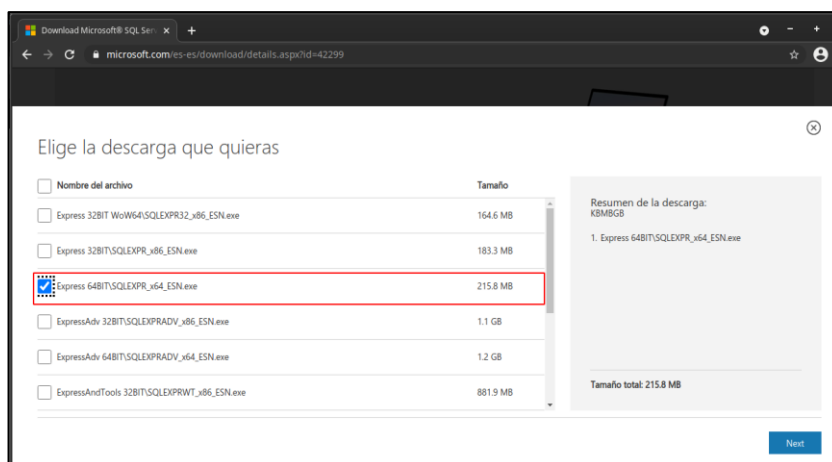 Download Microsoft® SQL Serv
microsoft.com/es-es/download/details.aspx?id=42299
Elige la descarga que quieras
Nombre del archivo Tamaño
Express 32BIT WoW64\SQLEXPR32_x86_ESN.exe 164.6 MB
Express 32BIT\SQLEXPR_x86_ESN.exe 183.3 MB
Express 64BIT\SQLEXPR_x64_ESN.exe 215.8 MB
ExpressAdv 32BIT\SQLEXPRADV_x86_ESN.exe 1.1 GB
ExpressAdv 64BIT\SQLEXPRADV_x64_ESN.exe 1.2 GB
ExpressAndTools 32BIT\SQLEXPRWT_x86_ESN.exe 881.9 MB
Resumen de la descarga:
KBMBGB
1. Express 64BIT\SQLEXPR_x64_ESN.exe
Tamaño total: 215.8 MB
Next